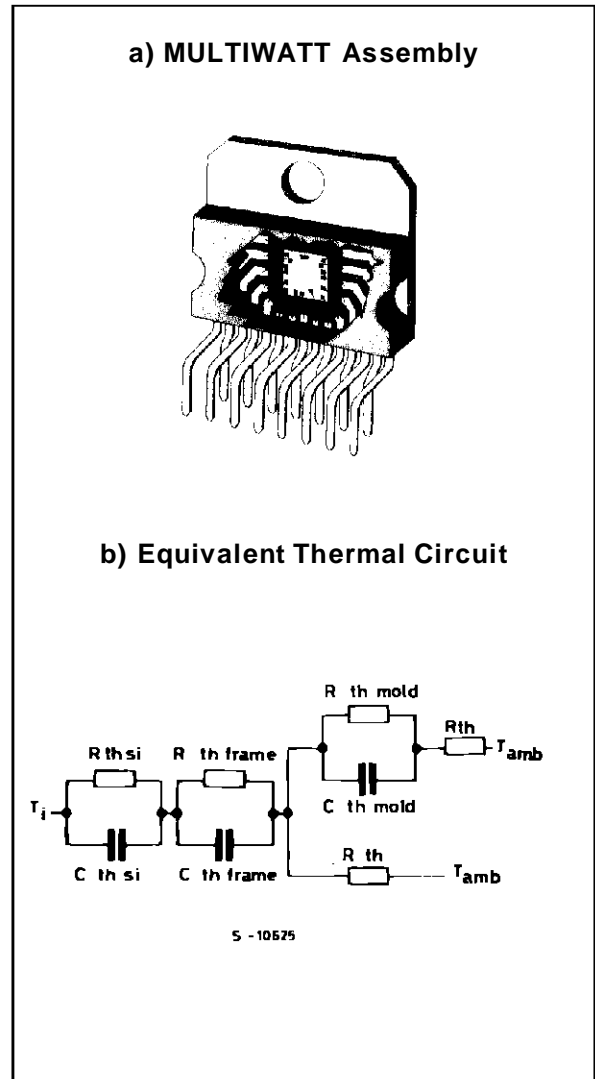 a) MULTIWATT Assembly
b) Equivalent Thermal Circuit
R th mold
Rth
T amb
R th si
R th frame
T i
C th mold
C th si
C th frame
R th
T amb
S - 10625